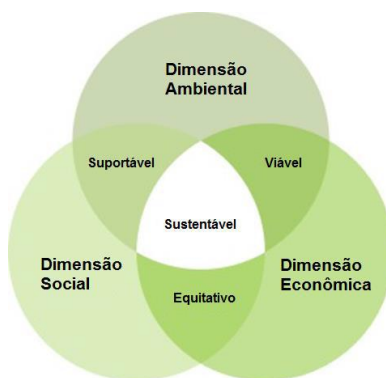 Dimensão
Ambiental
Suportável
Viável
Sustentável
Dimensão
Social
Dimensão
Econômica
Equitativo